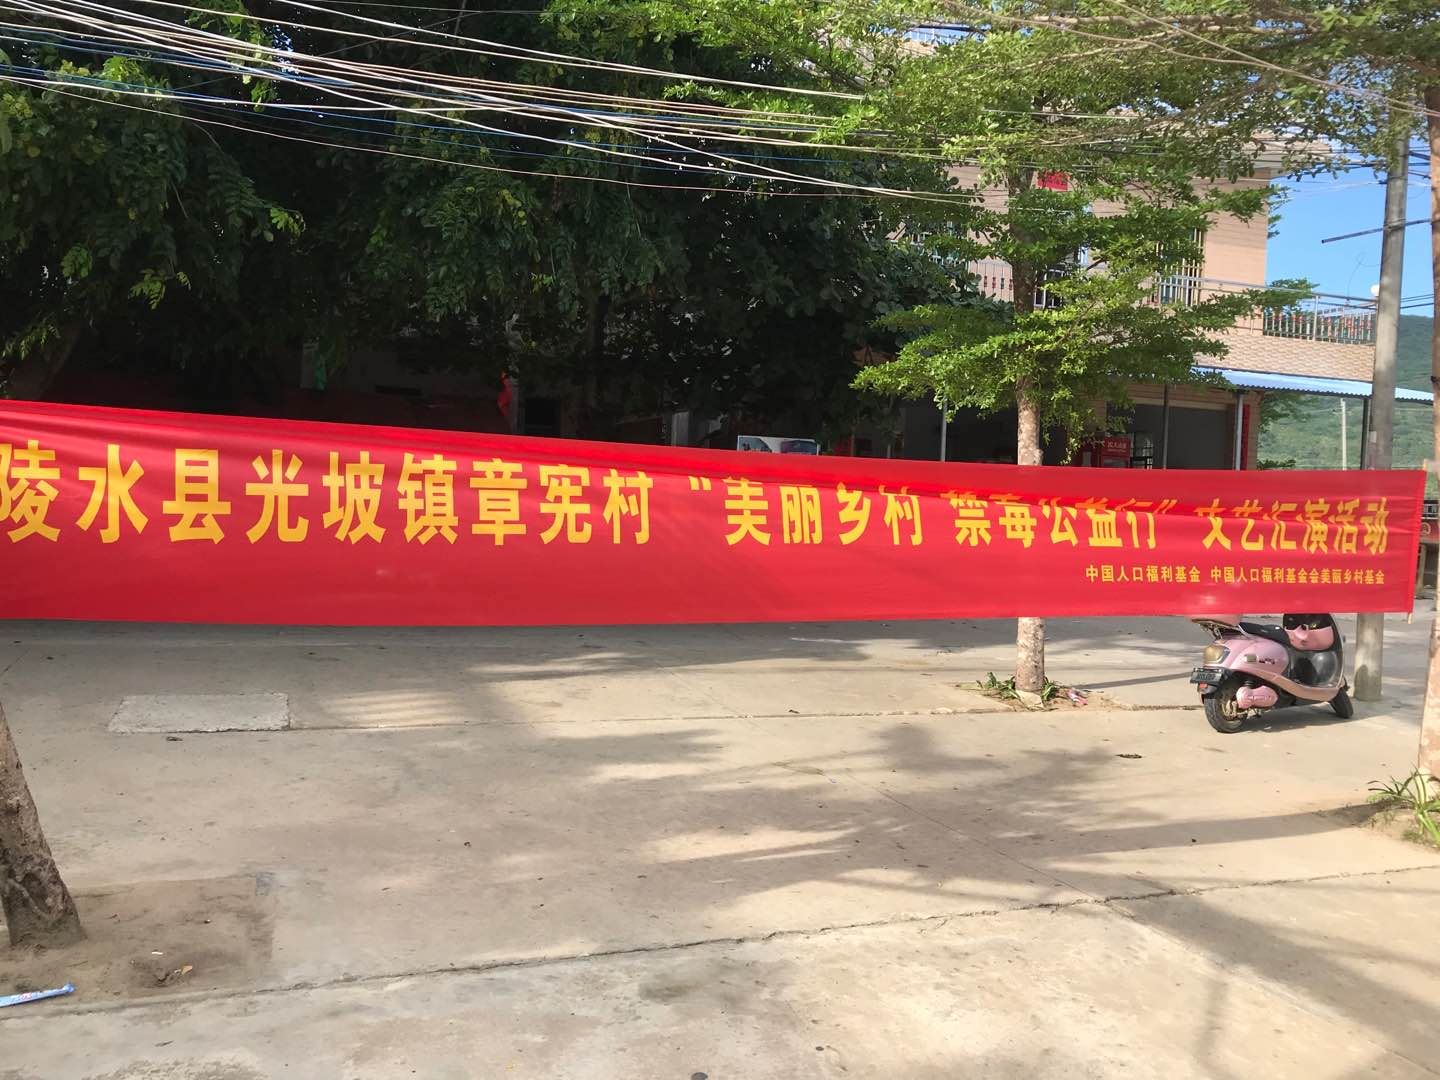 陵水县光坡镇章宪村“美丽乡村 禁毒公益行”文艺汇演活动
中国人口福利基金 中国人口福利基金会美丽乡村基金